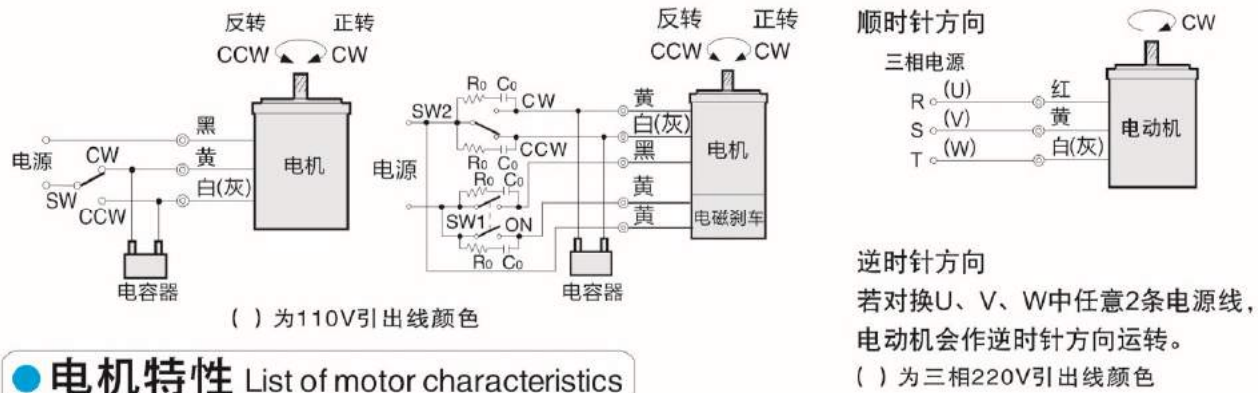 反转 正转
CCW CW
黑
电源 CW 黄 电机
SW 白(灰)
CCW
电容器
反转 正转
CCW CW
R₀ C₀
CW 黄
SW2 白(灰)
CCW 黑
R₀ C₀ 电机
电源
R₀ C₀ 黄
SW1 ON 黄 电磁刹车
R₀ C₀
电容器
( ) 为110V引出线颜色
顺时针方向 CW
三相电源
R (U) 红
S (V) 黄 电动机
T (W) 白(灰)
逆时针方向
若对换U、V、W中任意2条电源线,
电动机会作逆时针方向运转。
( ) 为三相220V引出线颜色
电机特性 List of motor characteristics